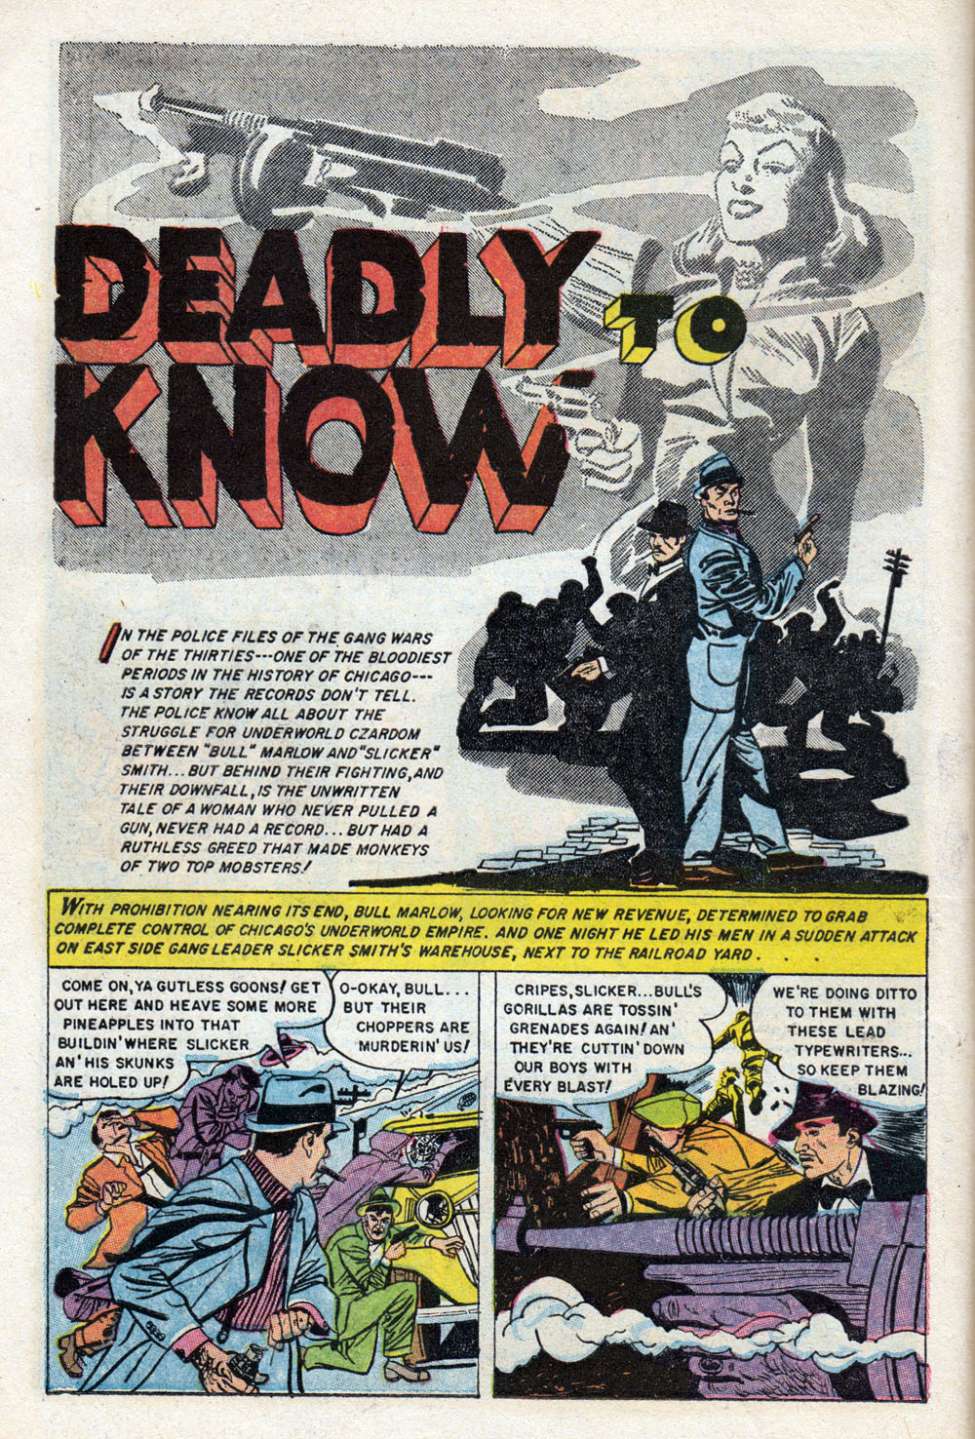 DEADLY TO
KNOW
IN THE POLICE FILES OF THE GANG WARS
OF THE THIRTIES---ONE OF THE BLOODIEST
PERIODS IN THE HISTORY OF CHICAGO---
IS A STORY THE RECORDS DON'T TELL.
THE POLICE KNOW ALL ABOUT THE
STRUGGLE FOR UNDERWORLD CZARDOM
BETWEEN "BULL" MARLOW AND "SLICKER"
SMITH... BUT BEHIND THEIR FIGHTING, AND
THEIR DOWNFALL, IS THE UNWRITTEN
TALE OF A WOMAN WHO NEVER PULLED A
GUN, NEVER HAD A RECORD... BUT HAD A
RUTHLESS GREED THAT MADE MONKEYS
OF TWO TOP MOBSTERS!
WITH PROHIBITION NEARING ITS END, BULL MARLOW, LOOKING FOR NEW REVENUE, DETERMINED TO GRAB
COMPLETE CONTROL OF CHICAGO'S UNDERWORLD EMPIRE. AND ONE NIGHT HE LED HIS MEN IN A SUDDEN ATTACK
ON EAST SIDE GANG LEADER SLICKER SMITH'S WAREHOUSE, NEXT TO THE RAILROAD YARD. . . .
COME ON, YA GUTLESS GOONS! GET
OUT HERE AND HEAVE SOME MORE
PINEAPPLES INTO THAT
BUILDIN' WHERE SLICKER
AN' HIS SKUNKS
ARE HOLED UP!
O-OKAY, BULL...
BUT THEIR
CHOPPERS ARE
MURDERIN' US!
CRIPES, SLICKER... BULL'S
GORILLAS ARE TOSSIN'
GRENADES AGAIN! AN'
THEY'RE CUTTIN' DOWN
OUR BOYS WITH
EVERY BLAST!
WE'RE DOING DITTO
TO THEM WITH
THESE LEAD
TYPEWRITERS...
SO KEEP THEM
BLAZING!